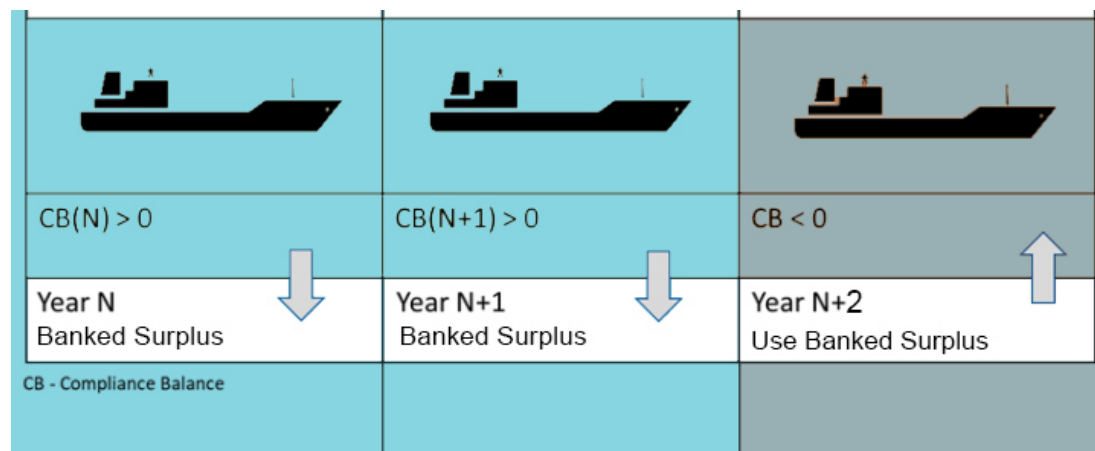 CB(N) > 0
CB(N+1) > 0
CB < 0
Year N
Banked Surplus
Year N+1
Banked Surplus
Year N+2
Use Banked Surplus
CB - Compliance Balance